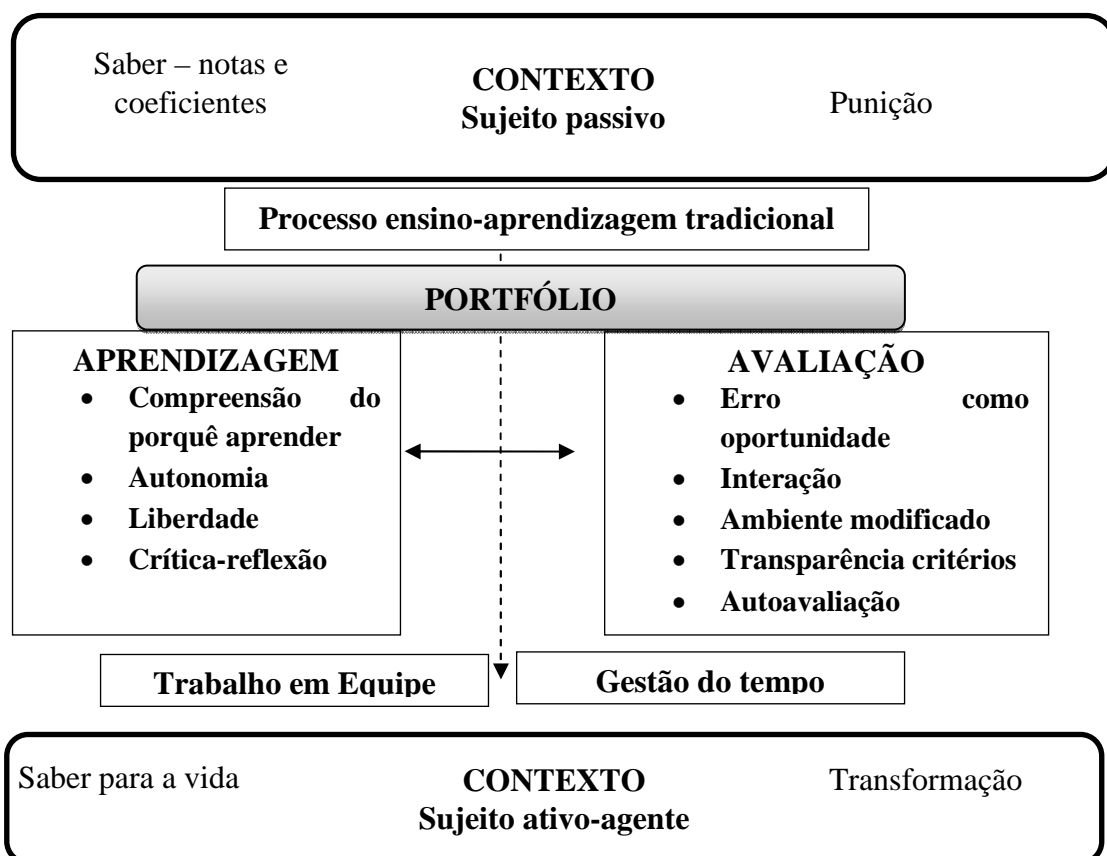 Saber – notas e
coeficientes
CONTEXTO
Sujeito passivo
Punição
Processo ensino-aprendizagem tradicional
PORTFÓLIO
APRENDIZAGEM
• Compreensão do
porquê aprender
• Autonomia
• Liberdade
• Crítica-reflexão
AVALIAÇÃO
• Erro como
oportunidade
• Interação
• Ambiente modificado
• Transparência critérios
• Autoavaliação
Trabalho em Equipe
Gestão do tempo
Saber para a vida
CONTEXTO
Sujeito ativo-agente
Transformação